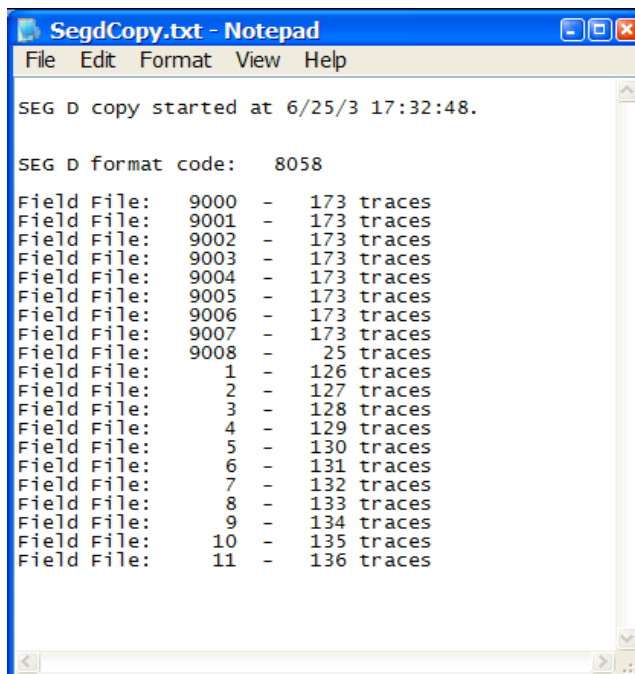 SegdCopy.txt - Notepad
File Edit Format View Help
SEG D copy started at 6/25/3 17:32:48.
SEG D format code: 8058
Field File: 9000 - 173 traces
Field File: 9001 - 173 traces
Field File: 9002 - 173 traces
Field File: 9003 - 173 traces
Field File: 9004 - 173 traces
Field File: 9005 - 173 traces
Field File: 9006 - 173 traces
Field File: 9007 - 173 traces
Field File: 9008 - 25 traces
Field File: 1 - 126 traces
Field File: 2 - 127 traces
Field File: 3 - 128 traces
Field File: 4 - 129 traces
Field File: 5 - 130 traces
Field File: 6 - 131 traces
Field File: 7 - 132 traces
Field File: 8 - 133 traces
Field File: 9 - 134 traces
Field File: 10 - 135 traces
Field File: 11 - 136 traces